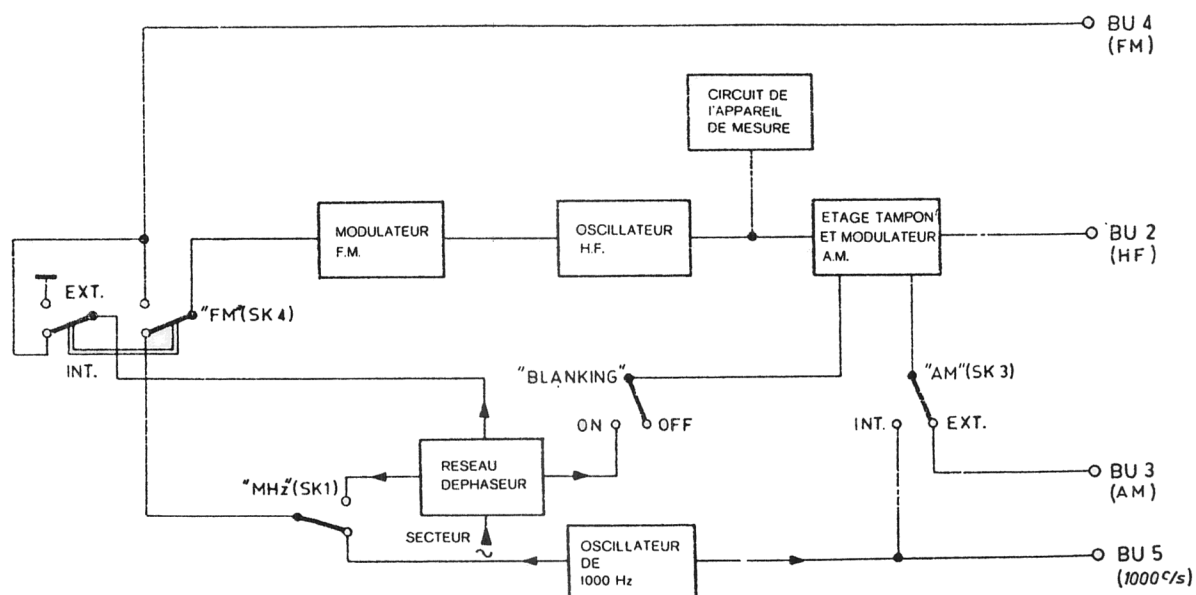 BU 4
(FM)
CIRCUIT DE
l'APPAREIL
DE MESURE
MODULATEUR
F.M.
OSCILLATEUR
H.F.
ETAGE TAMPON
ET MODULATEUR
A.M.
BU 2
(HF)
EXT.
"FM"(SK4)
INT.
"BLANKING"
"AM"(SK3)
ON
OFF
INT.
EXT.
RESEAU
DEPHASEUR
"MHz"(SK1)
BU 3
(AM)
SECTEUR
~
OSCILLATEUR
DE
1000 Hz
BU 5
(1000 c/s)